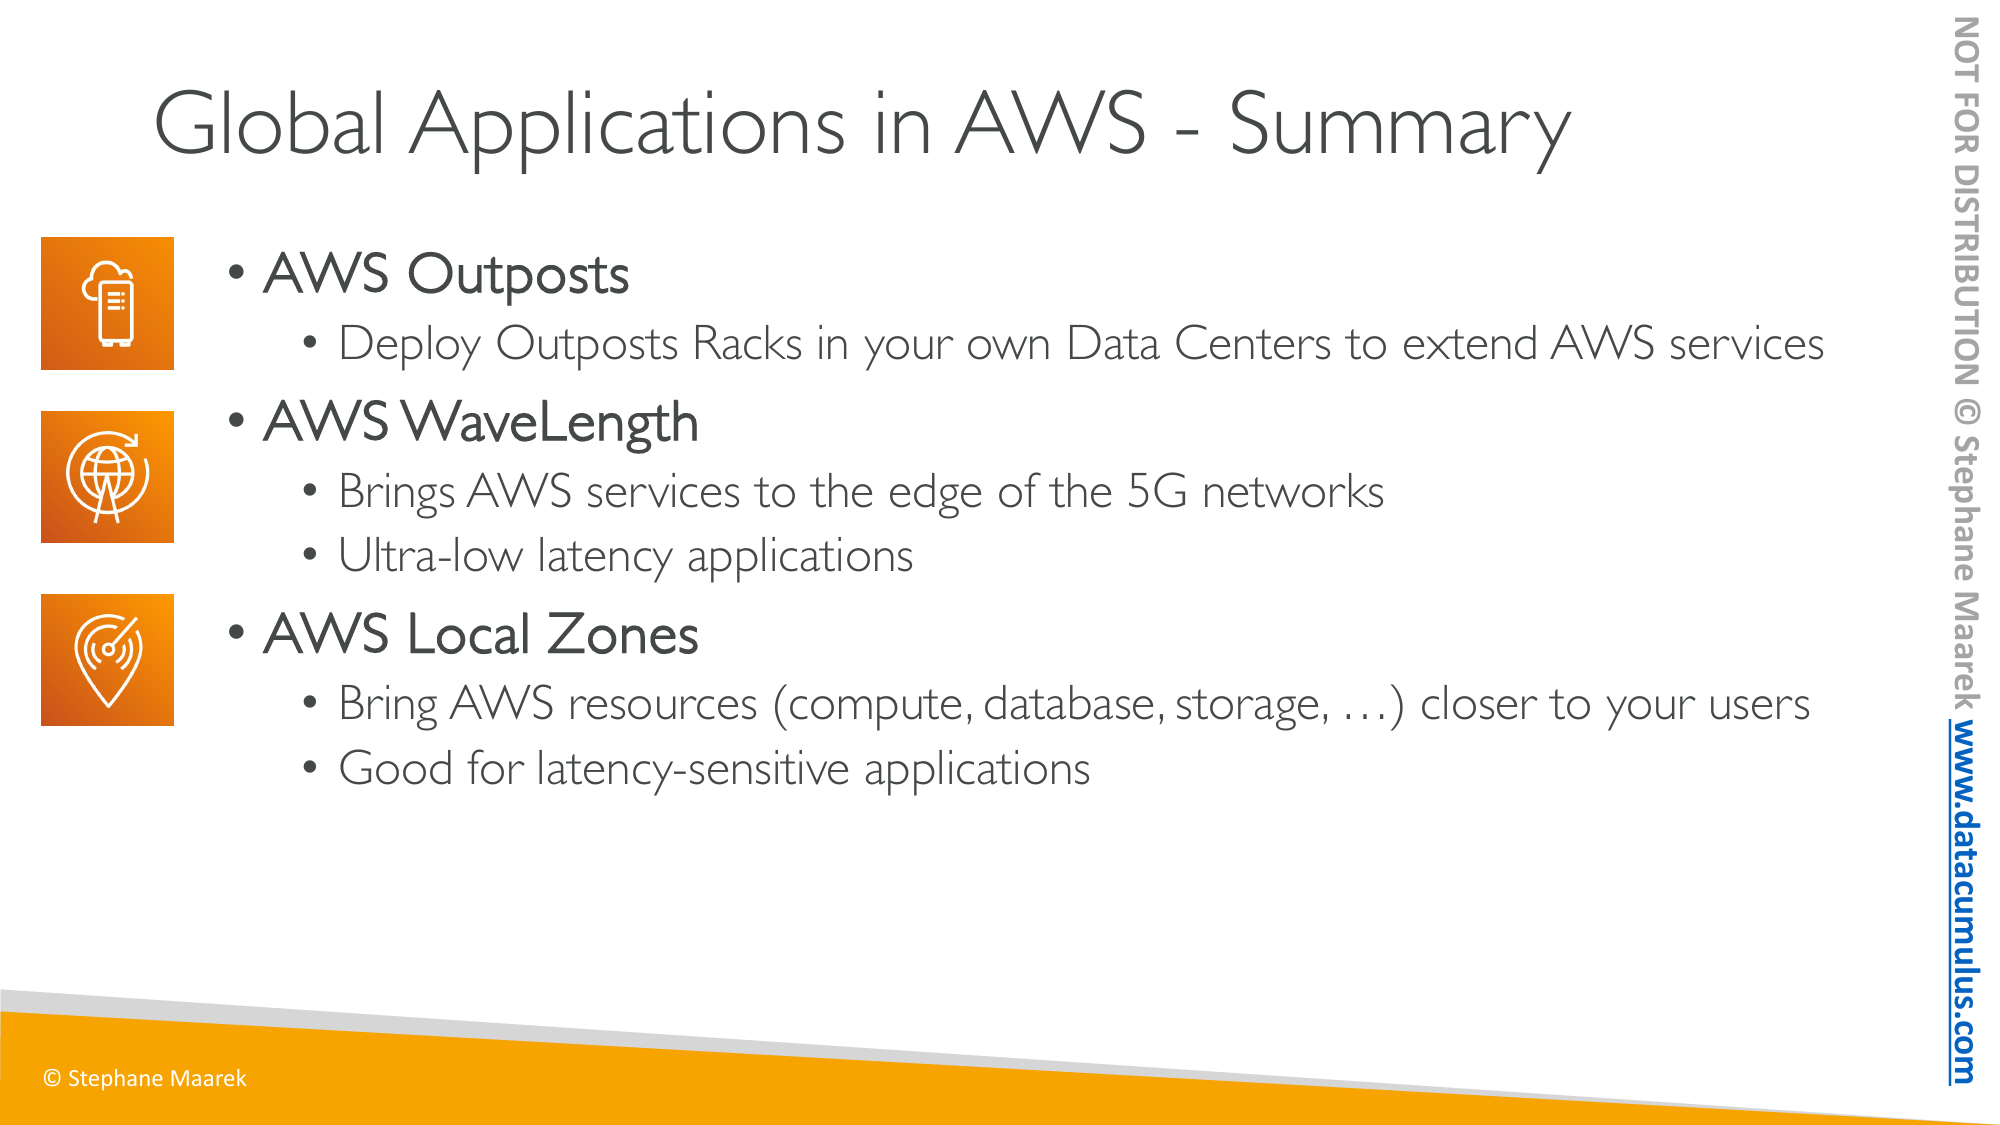 Global Applications in AWS - Summary
• AWS Outposts
• Deploy Outposts Racks in your own Data Centers to extend AWS services
• AWS WaveLength
• Brings AWS services to the edge of the 5G networks
• Ultra-low latency applications
• AWS Local Zones
• Bring AWS resources (compute, database, storage, …) closer to your users
• Good for latency-sensitive applications
© Stephane Maarek
NOT FOR DISTRIBUTION © Stephane Maarek www.datacumulus.com